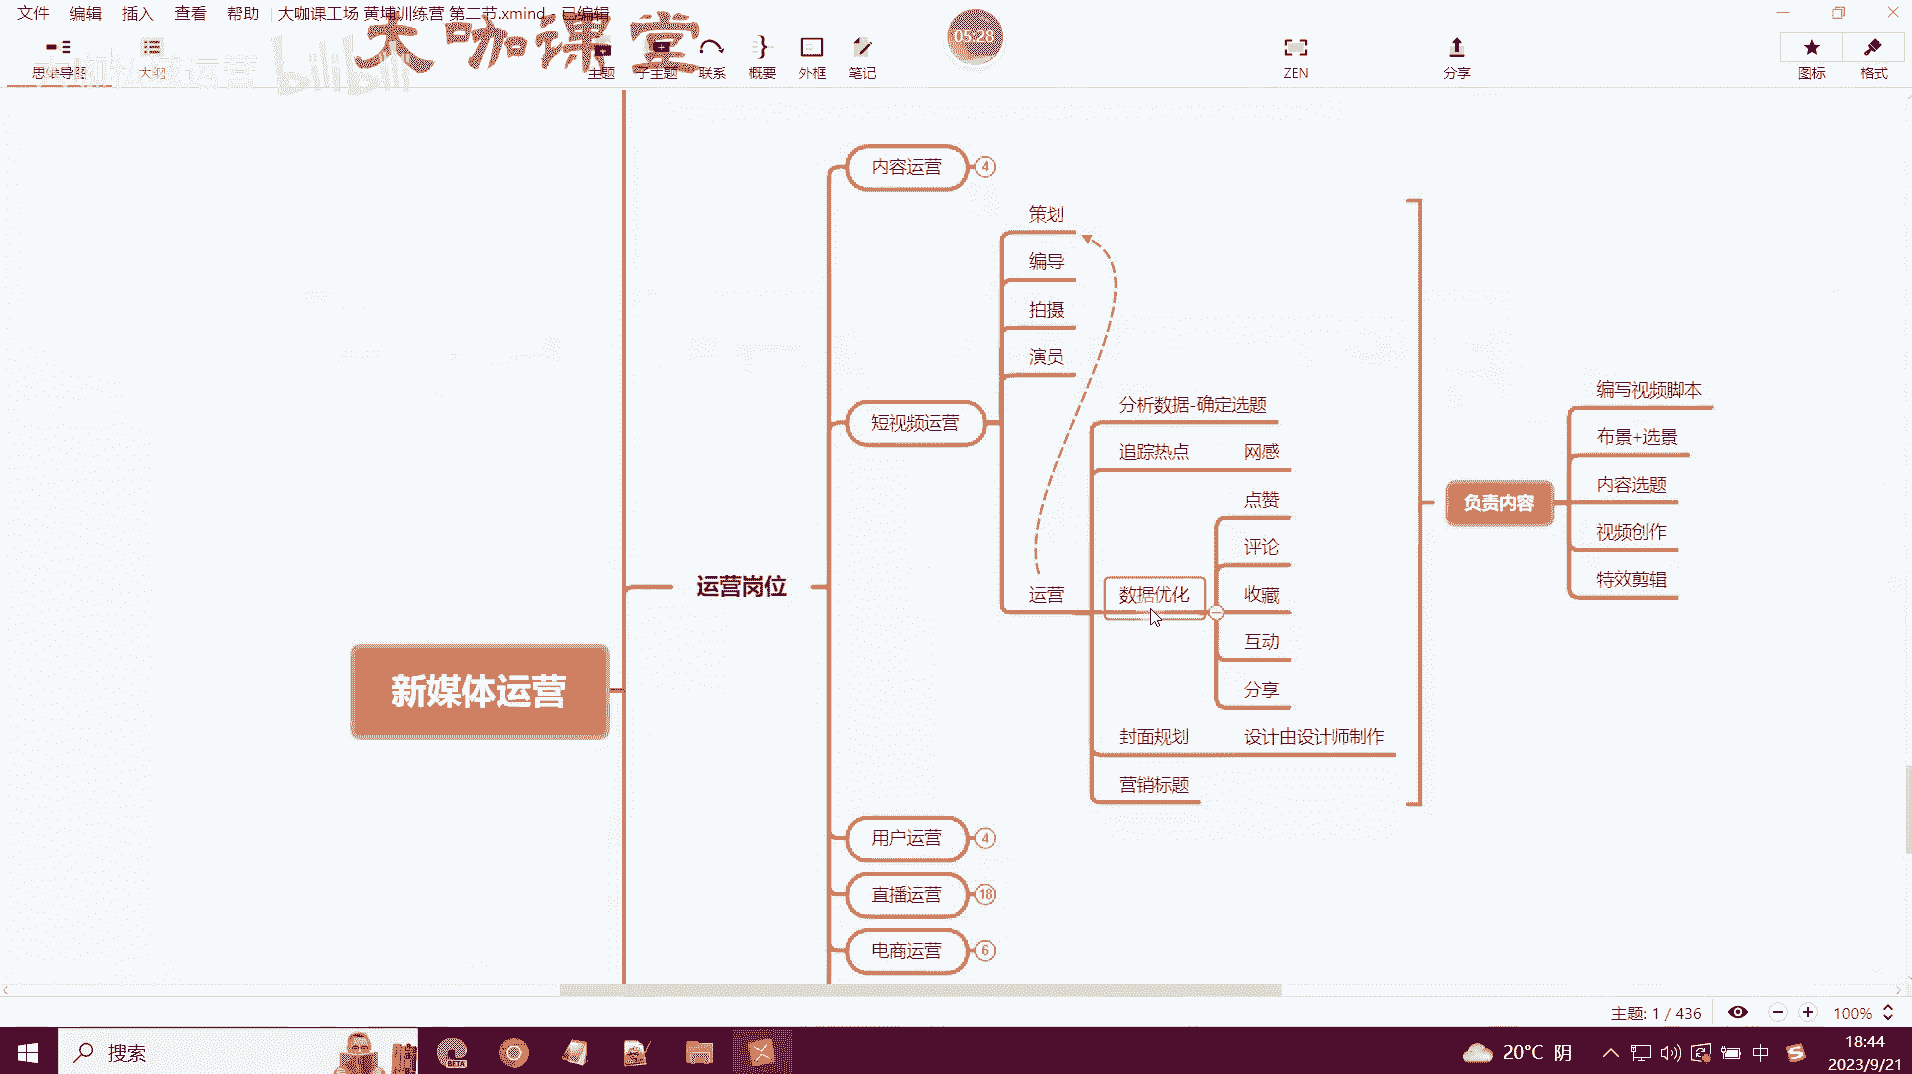 文件 编辑 插入 查看 帮助 大咖课工场 黄埔训练营 第二节.xmind - 已编辑
大咖课堂
05:28
bilibili
思维导图 大纲 主题 子主题 联系 概要 外框 笔记 ZEN 分享 图标 格式
内容运营 4
策划
编导
拍摄
演员
编写视频脚本
分析数据-确定选题
短视频运营
布景+选景
追踪热点 网感
内容选题
点赞
负责内容
视频创作
评论
特效剪辑
运营岗位
运营 数据优化 收藏
互动
新媒体运营
分享
封面规划 设计由设计师制作
营销标题
用户运营 4
直播运营 18
电商运营 6
主题: 1 / 436 100%
搜索
BETA
20°C 阴
中
18:44
2023/9/21